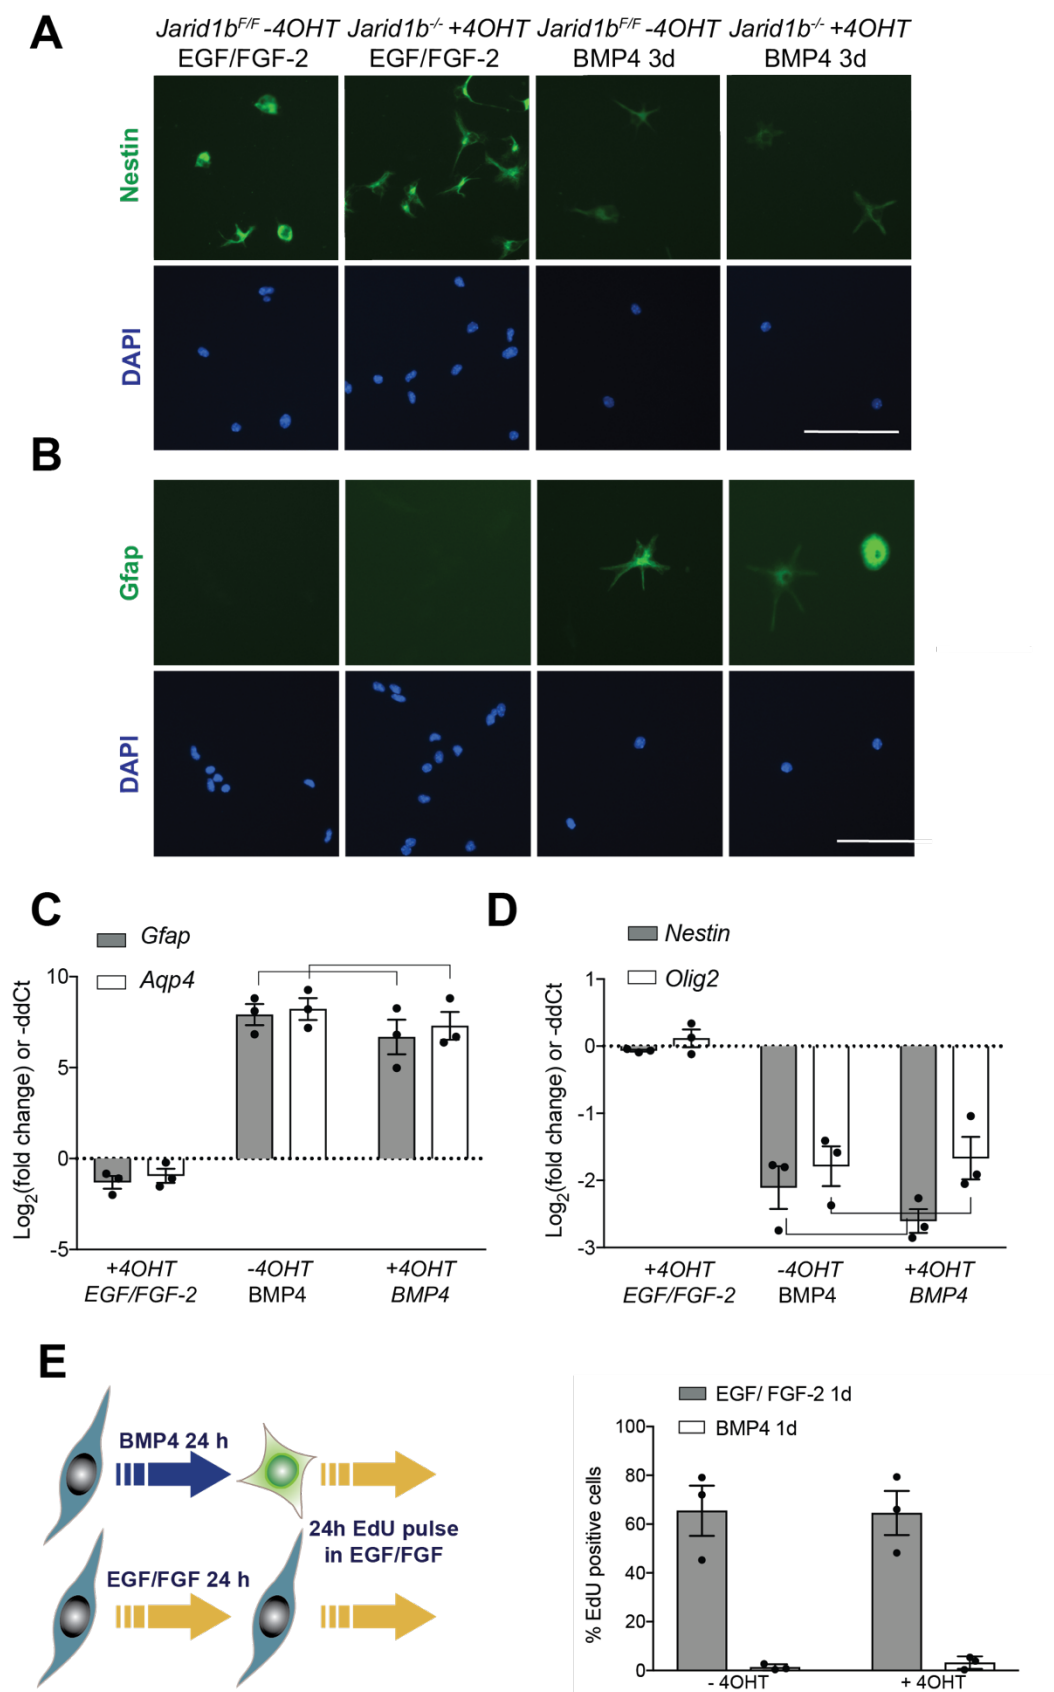 A
Jarid1bF/F -4OHT Jarid1b-/- +4OHT Jarid1bF/F -4OHT Jarid1b-/- +4OHT
EGF/FGF-2 EGF/FGF-2 BMP4 3d BMP4 3d
Nestin
DAPI
B
Gfap
DAPI
C
Gfap
Aqp4
Log2(fold change) or -ddCt
10
5
0
-5
+4OHT -4OHT +4OHT
EGF/FGF-2 BMP4 BMP4
D
Nestin
Olig2
Log2(fold change) or -ddCt
1
0
-1
-2
-3
+4OHT -4OHT +4OHT
EGF/FGF-2 BMP4 BMP4
E
BMP4 24 h
24h EdU pulse
in EGF/FGF
EGF/FGF 24 h
EGF/ FGF-2 1d
BMP4 1d
% EdU positive cells
100
80
60
40
20
0
- 4OHT + 4OHT